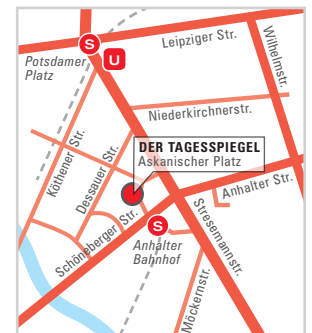 Leipziger Str.
S
U
Potsdamer
Platz
Wilhelmstr.
Niederkirchnerstr.
DER TAGESSPIEGEL
Askanischer Platz
Köthener Str.
Dessauer Str.
Anhalter Str.
Schöneberger Str.
S
Anhalter
Bahnhof
Stresemannstr.
Möckernstr.